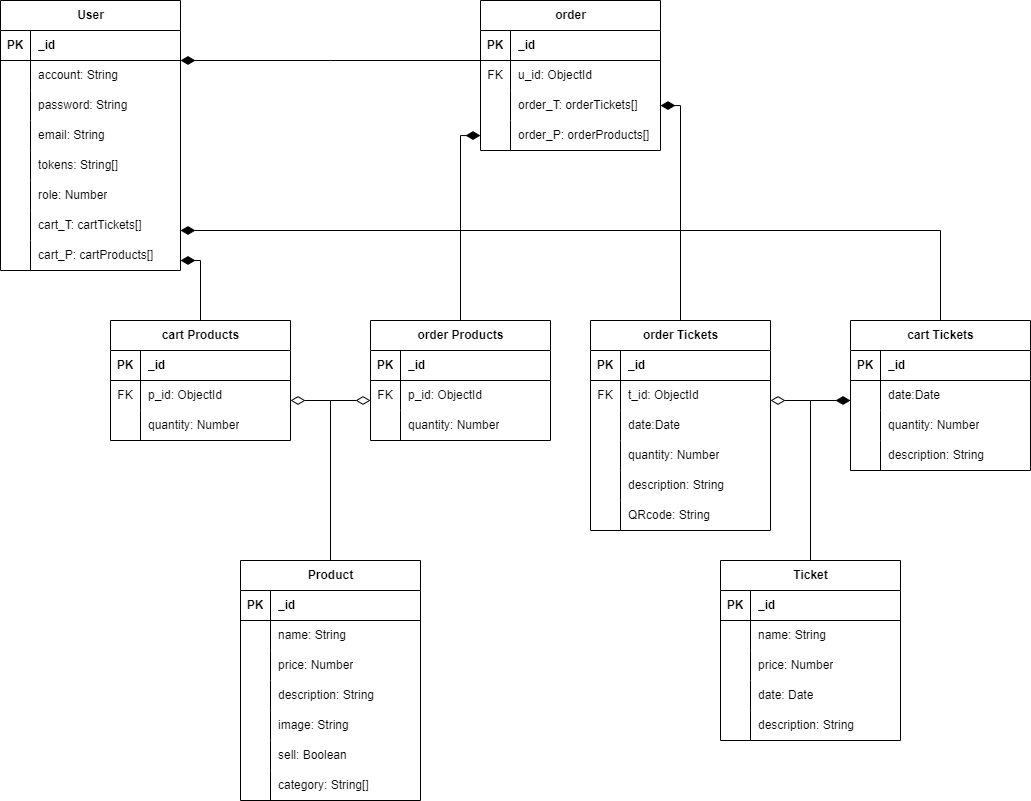 User
PK _id
account: String
password: String
email: String
tokens: String[]
role: Number
cart_T: cartTickets[]
cart_P: cartProducts[]
order
PK _id
FK u_id: ObjectId
order_T: orderTickets[]
order_P: orderProducts[]
cart Products
PK _id
FK p_id: ObjectId
quantity: Number
order Products
PK _id
FK p_id: ObjectId
quantity: Number
order Tickets
PK _id
FK t_id: ObjectId
date:Date
quantity: Number
description: String
QRcode: String
cart Tickets
PK _id
date:Date
quantity: Number
description: String
Product
PK _id
name: String
price: Number
description: String
image: String
sell: Boolean
category: String[]
Ticket
PK _id
name: String
price: Number
date: Date
description: String